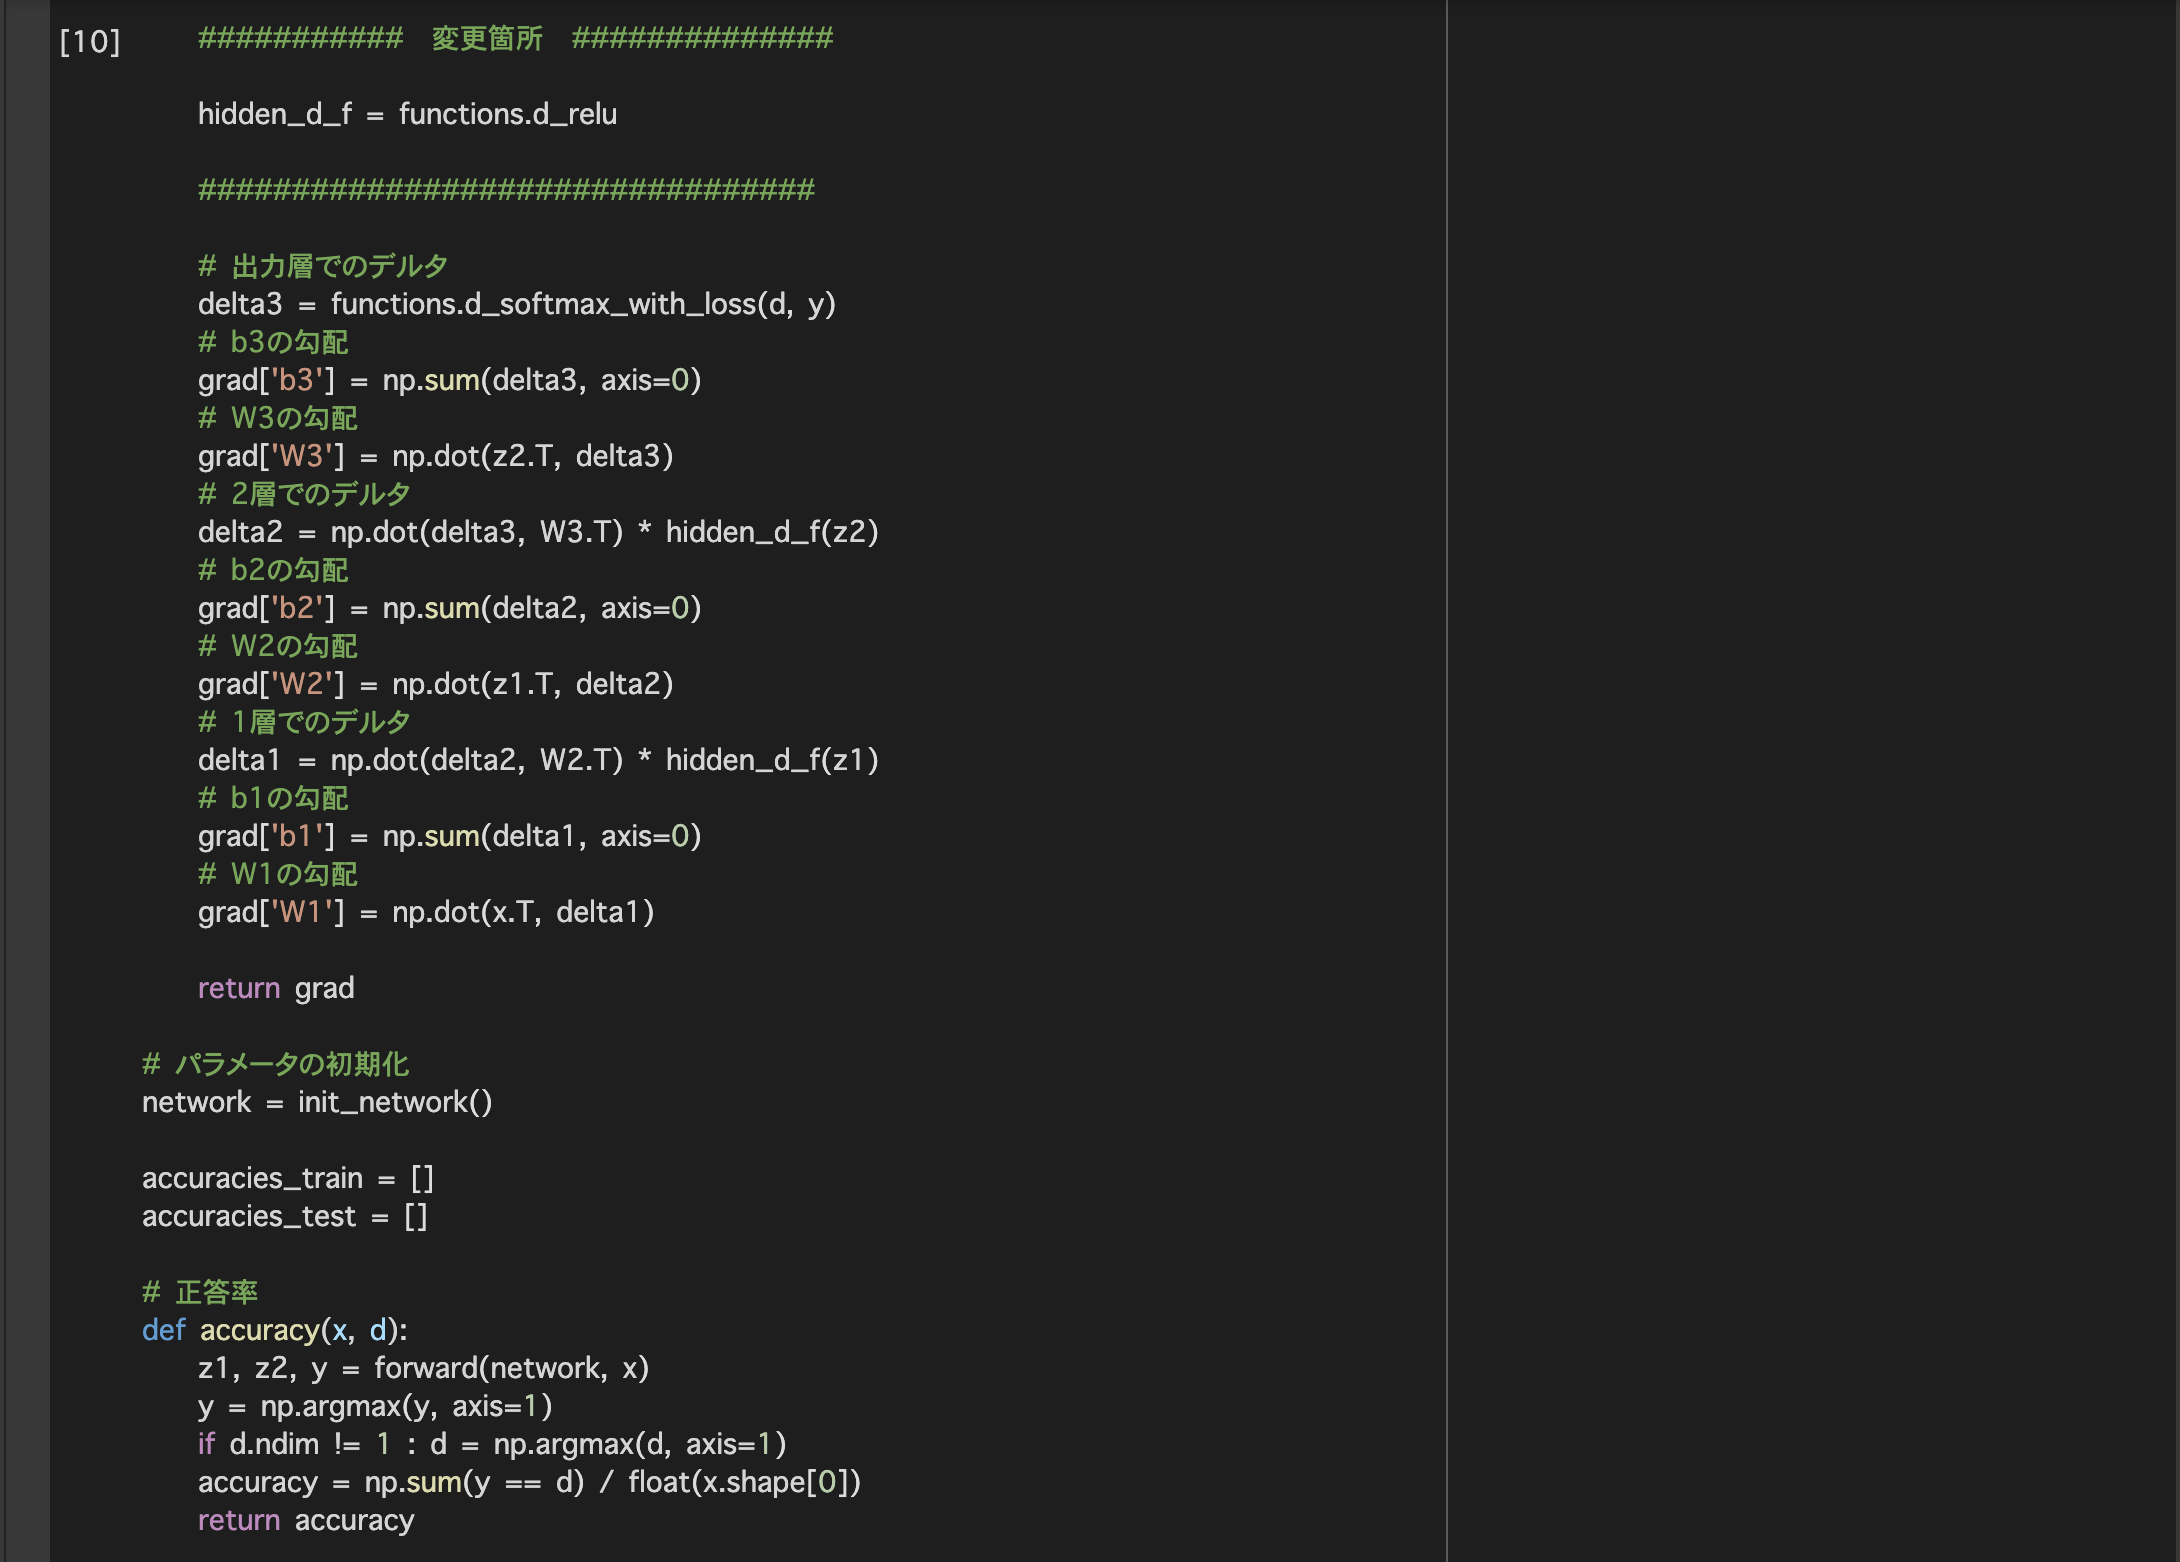 [10] ########### 変更箇所 ##############
hidden_d_f = functions.d_relu
#################################
# 出力層でのデルタ
delta3 = functions.d_softmax_with_loss(d, y)
# b3の勾配
grad['b3'] = np.sum(delta3, axis=0)
# W3の勾配
grad['W3'] = np.dot(z2.T, delta3)
# 2層でのデルタ
delta2 = np.dot(delta3, W3.T) * hidden_d_f(z2)
# b2の勾配
grad['b2'] = np.sum(delta2, axis=0)
# W2の勾配
grad['W2'] = np.dot(z1.T, delta2)
# 1層でのデルタ
delta1 = np.dot(delta2, W2.T) * hidden_d_f(z1)
# b1の勾配
grad['b1'] = np.sum(delta1, axis=0)
# W1の勾配
grad['W1'] = np.dot(x.T, delta1)
return grad
# パラメータの初期化
network = init_network()
accuracies_train = []
accuracies_test = []
# 正答率
def accuracy(x, d):
z1, z2, y = forward(network, x)
y = np.argmax(y, axis=1)
if d.ndim != 1 : d = np.argmax(d, axis=1)
accuracy = np.sum(y == d) / float(x.shape[0])
return accuracy